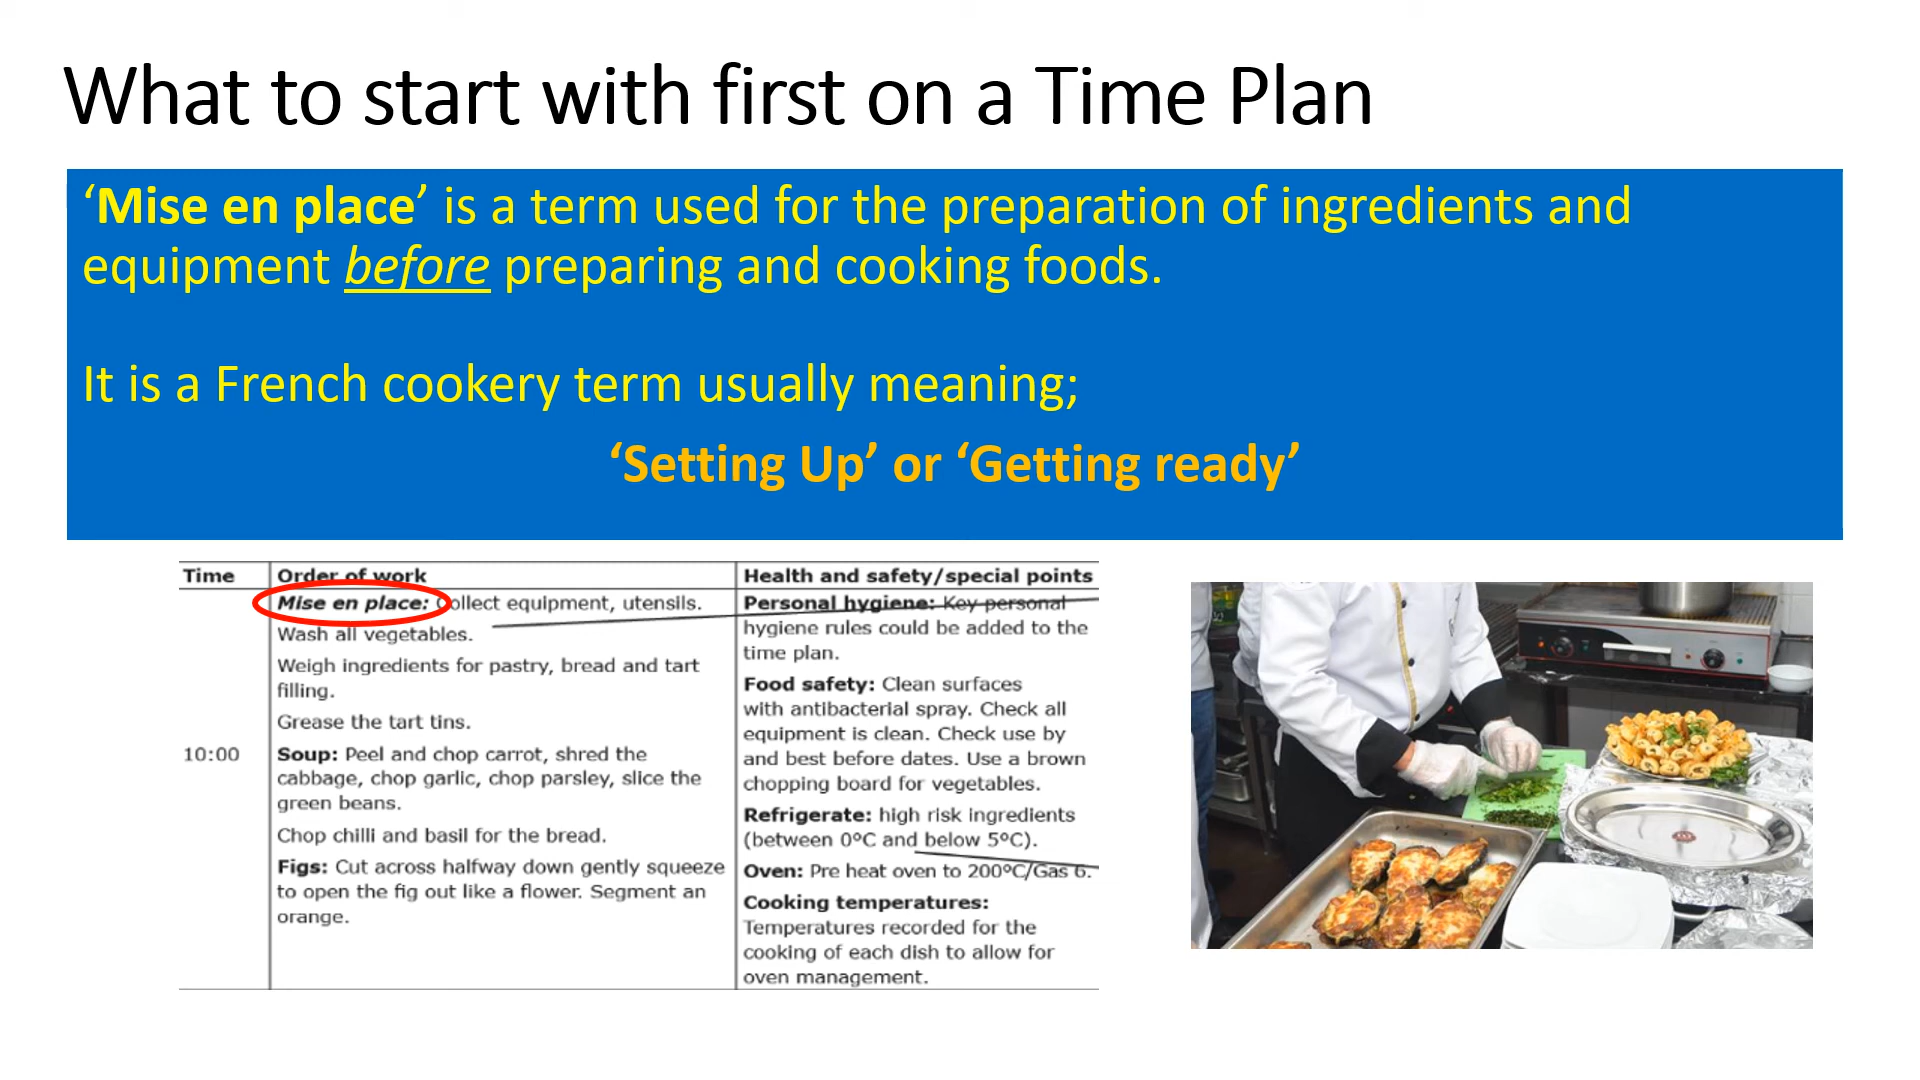 What to start with first on a Time Plan
‘Mise en place’ is a term used for the preparation of ingredients and
equipment before preparing and cooking foods.
It is a French cookery term usually meaning;
‘Setting Up’ or ‘Getting ready’
Time
Order of work
Health and safety/special points
10:00
Mise en place: Collect equipment, utensils.
Wash all vegetables.
Weigh ingredients for pastry, bread and tart
filling.
Grease the tart tins.
Soup: Peel and chop carrot, shred the
cabbage, chop garlic, chop parsley, slice the
green beans.
Chop chilli and basil for the bread.
Figs: Cut across halfway down gently squeeze
to open the fig out like a flower. Segment an
orange.
Personal hygiene: Key personal
hygiene rules could be added to the
time plan.
Food safety: Clean surfaces
with antibacterial spray. Check all
equipment is clean. Check use by
and best before dates. Use a brown
chopping board for vegetables.
Refrigerate: high risk ingredients
(between 0ºC and below 5ºC).
Oven: Pre heat oven to 200ºC/Gas 6.
Cooking temperatures:
Temperatures recorded for the
cooking of each dish to allow for
oven management.